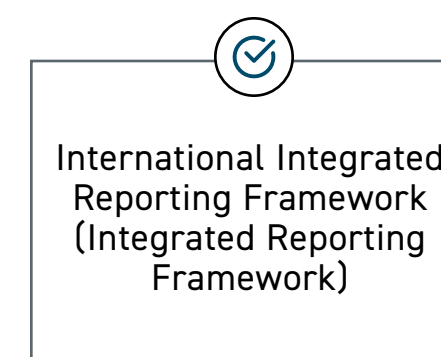 International Integrated
Reporting Framework
(Integrated Reporting
Framework)